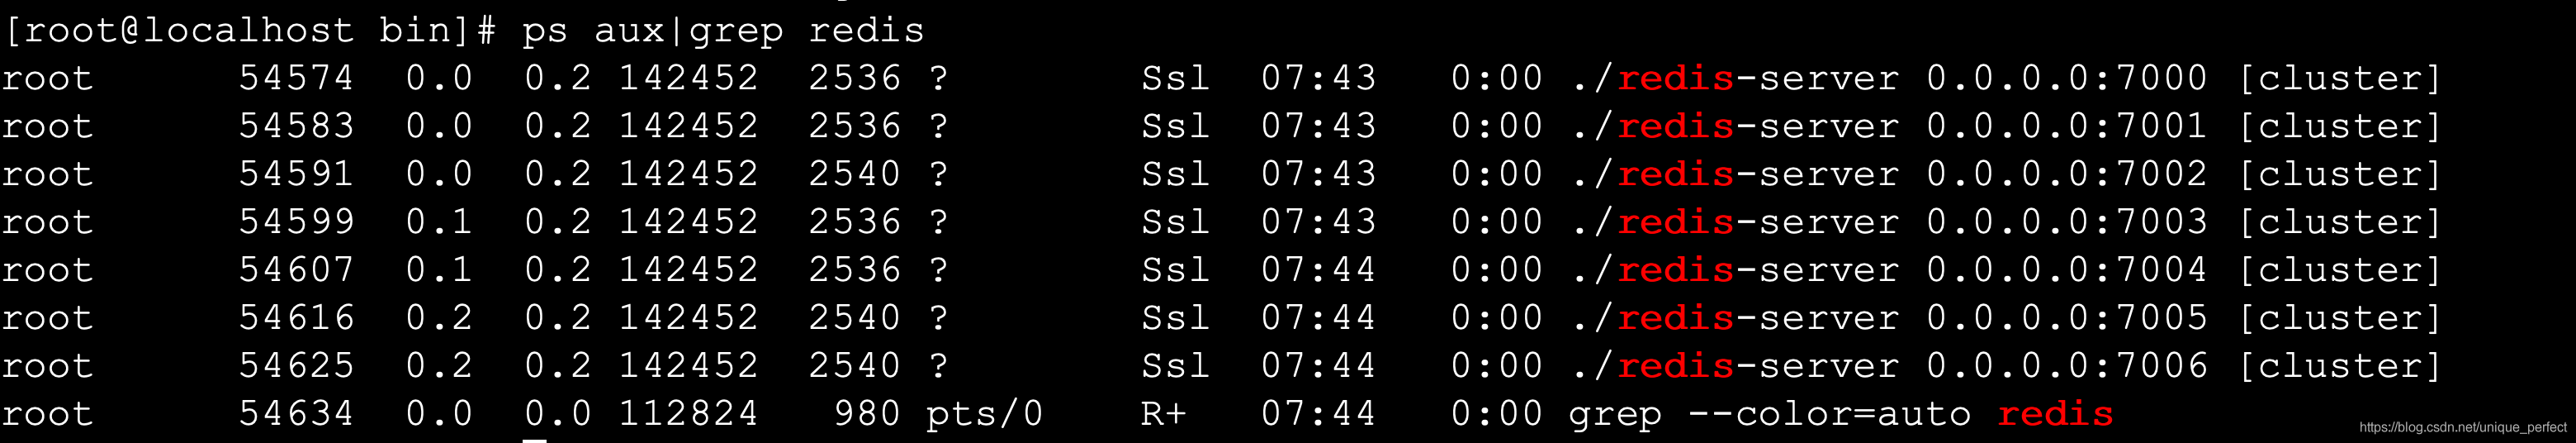 [root@localhost bin]# ps aux|grep redis
root 54574 0.0 0.2 142452 2536 ? Ssl 07:43 0:00 ./redis-server 0.0.0.0:7000 [cluster]
root 54583 0.0 0.2 142452 2536 ? Ssl 07:43 0:00 ./redis-server 0.0.0.0:7001 [cluster]
root 54591 0.0 0.2 142452 2540 ? Ssl 07:43 0:00 ./redis-server 0.0.0.0:7002 [cluster]
root 54599 0.1 0.2 142452 2536 ? Ssl 07:43 0:00 ./redis-server 0.0.0.0:7003 [cluster]
root 54607 0.1 0.2 142452 2536 ? Ssl 07:44 0:00 ./redis-server 0.0.0.0:7004 [cluster]
root 54616 0.2 0.2 142452 2540 ? Ssl 07:44 0:00 ./redis-server 0.0.0.0:7005 [cluster]
root 54625 0.2 0.2 142452 2540 ? Ssl 07:44 0:00 ./redis-server 0.0.0.0:7006 [cluster]
root 54634 0.0 0.0 112824 980 pts/0 R+ 07:44 0:00 grep --color=auto redis
https://blog.csdn.net/unique_perfect